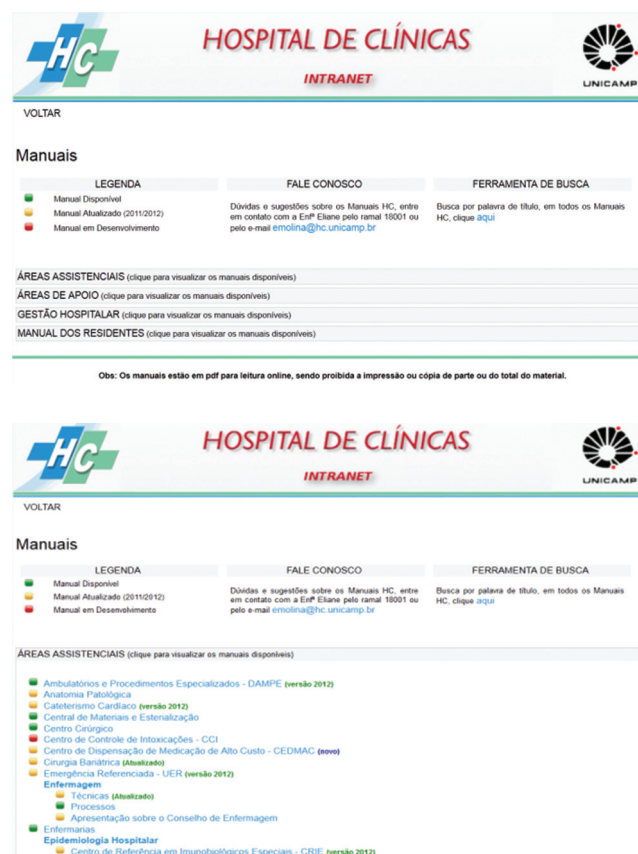 HC
HOSPITAL DE CLÍNICAS
INTRANET
UNICAMP
VOLTAR
Manuais
LEGENDA
Manual Disponível
Manual Atualizado (2011/2012)
Manual em Desenvolvimento
FALE CONOSCO
Dúvidas e sugestões sobre os Manuais HC, entre
em contato com a Enfª Eliane pelo ramal 18001 ou
pelo e-mail emolina@hc.unicamp.br
FERRAMENTA DE BUSCA
Busca por palavra de título, em todos os Manuais
HC, clique aqui
ÁREAS ASSISTENCIAIS (clique para visualizar os manuais disponíveis)
ÁREAS DE APOIO (clique para visualizar os manuais disponíveis)
GESTÃO HOSPITALAR (clique para visualizar os manuais disponíveis)
MANUAL DOS RESIDENTES (clique para visualizar os manuais disponíveis)
Obs: Os manuais estão em pdf para leitura online, sendo proibida a impressão ou cópia de parte ou do total do material.
HC
HOSPITAL DE CLÍNICAS
INTRANET
UNICAMP
VOLTAR
Manuais
LEGENDA
Manual Disponível
Manual Atualizado (2011/2012)
Manual em Desenvolvimento
FALE CONOSCO
Dúvidas e sugestões sobre os Manuais HC, entre
em contato com a Enfª Eliane pelo ramal 18001 ou
pelo e-mail emolina@hc.unicamp.br
FERRAMENTA DE BUSCA
Busca por palavra de título, em todos os Manuais
HC, clique aqui
ÁREAS ASSISTENCIAIS (clique para visualizar os manuais disponíveis)
Ambulatórios e Procedimentos Especializados - DAMPE (versão 2012)
Anatomia Patológica
Cateterismo Cardíaco (versão 2012)
Central de Materiais e Esterialização
Centro Cirúrgico
Centro de Controle de Intoxicações - CCI
Centro de Dispensação de Medicação de Alto Custo - CEDMAC (novo)
Cirurgia Bariátrica (Atualizado)
Emergência Referenciada - UER (versão 2012)
Enfermagem
Técnicas (Atualizado)
Processos
Apresentação sobre o Conselho de Enfermagem
Enfermarias
Epidemiologia Hospitalar
Centro de Referência em Imunobiológicos Especiais - CRIE (versão 2012)